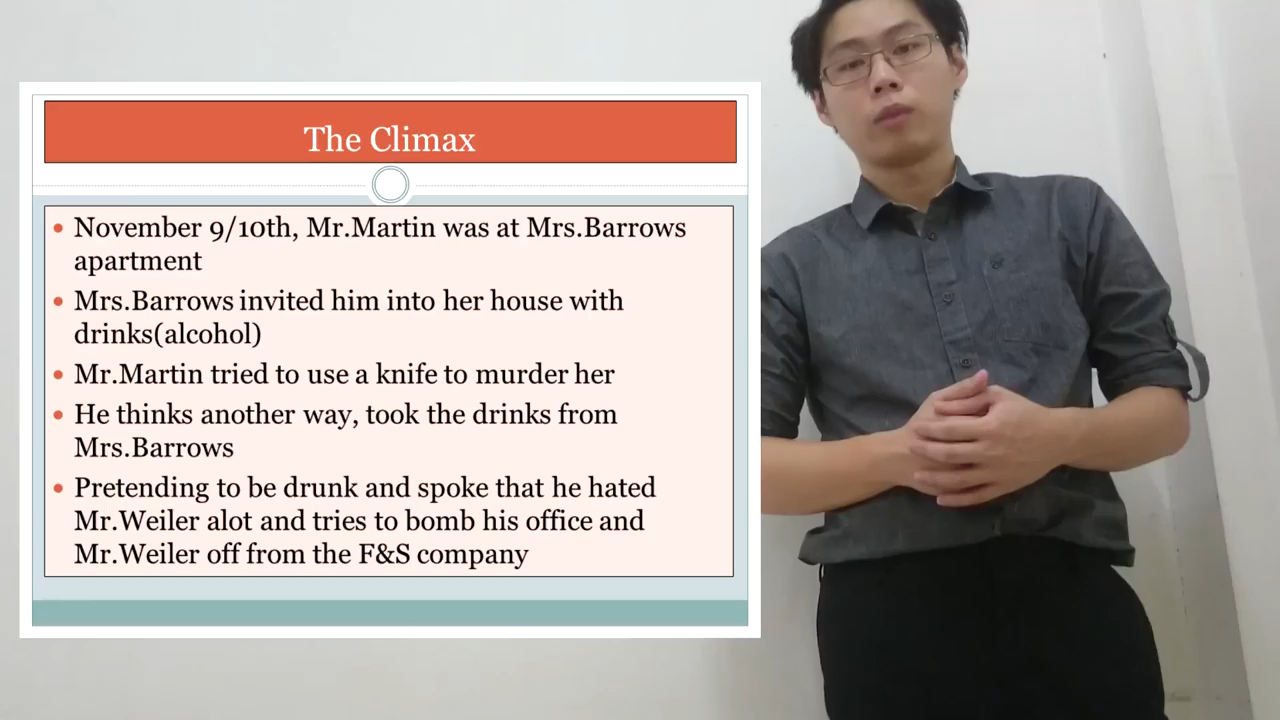 The Climax
November 9/10th, Mr.Martin was at Mrs.Barrows
apartment
Mrs.Barrows invited him into her house with
drinks(alcohol)
Mr.Martin tried to use a knife to murder her
He thinks another way, took the drinks from
Mrs.Barrows
Pretending to be drunk and spoke that he hated
Mr.Weiler alot and tries to bomb his office and
Mr.Weiler off from the F&S company